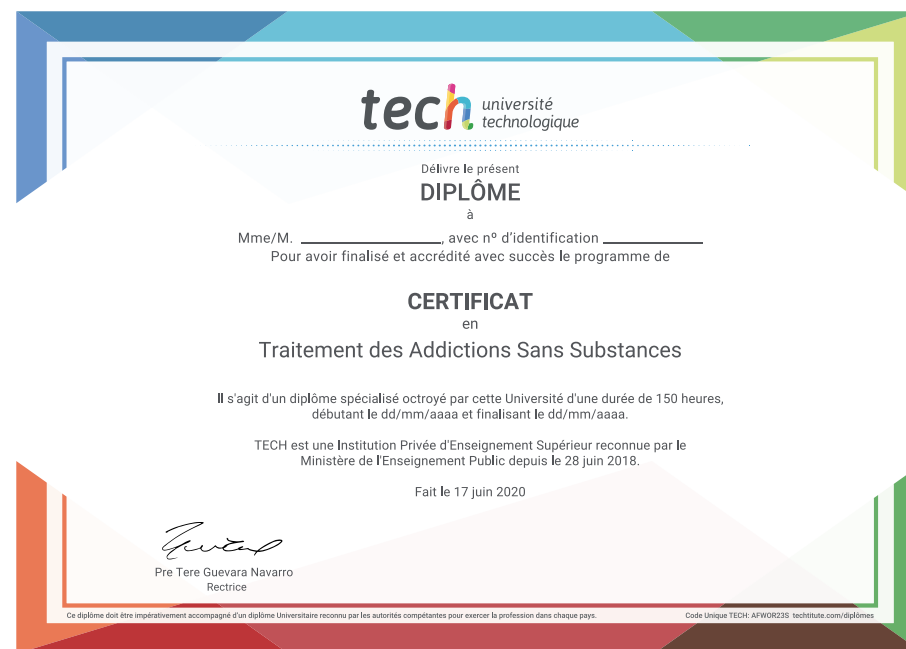 tech université
technologique
Délivre le présent
DIPLÔME
à
Mme/M. ____________________, avec nº d'identification ______________
Pour avoir finalisé et accrédité avec succès le programme de
CERTIFICAT
en
Traitement des Addictions Sans Substances
Il s'agit d'un diplôme spécialisé octroyé par cette Université d'une durée de 150 heures,
débutant le dd/mm/aaaa et finalisant le dd/mm/aaaa.
TECH est une Institution Privée d'Enseignement Supérieur reconnue par le
Ministère de l'Enseignement Public depuis le 28 juin 2018.
Fait le 17 juin 2020
Pre Tere Guevara Navarro
Rectrice
Ce diplôme doit être impérativement accompagné d'un diplôme Universitaire reconnu par les autorités compétantes pour exercer la profession dans chaque pays.
Code Unique TECH: AFWOR23S techtitute.com/diplômes